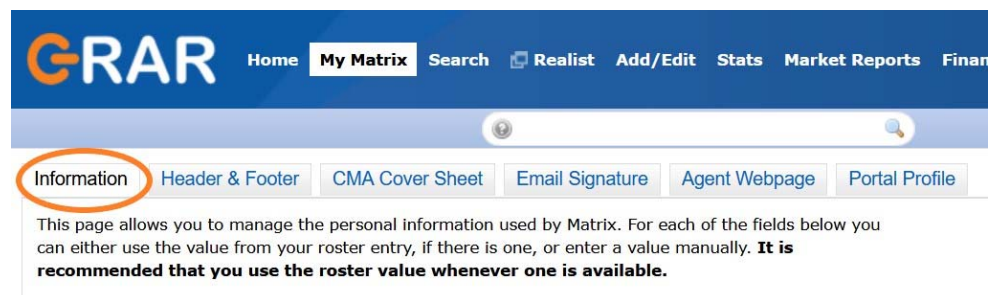 GRAR Home My Matrix Search Realist Add/Edit Stats Market Reports Finan
Information Header & Footer CMA Cover Sheet Email Signature Agent Webpage Portal Profile
This page allows you to manage the personal information used by Matrix. For each of the fields below you
can either use the value from your roster entry, if there is one, or enter a value manually. It is
recommended that you use the roster value whenever one is available.